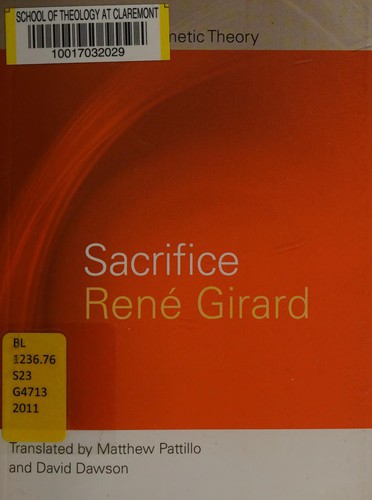 SCHOOL OF THEOLOGY AT CLAREMONT
10017032029
metic Theory
Sacrifice
René Girard
BL
1236.76
S23
G4713
2011
Translated by Matthew Pattillo
and David Dawson